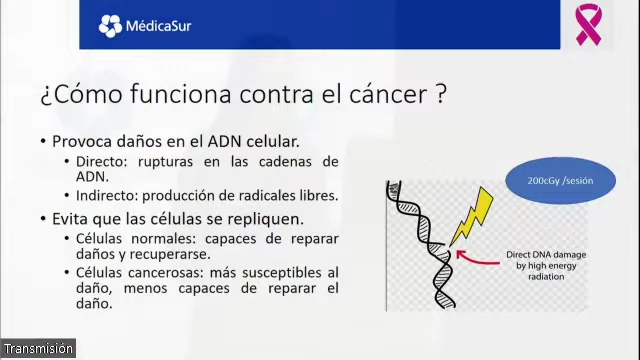 MédicaSur
¿Cómo funciona contra el cáncer ?
• Provoca daños en el ADN celular.
• Directo: rupturas en las cadenas de
ADN.
• Indirecto: producción de radicales libres.
• Evita que las células se repliquen.
• Células normales: capaces de reparar
daños y recuperarse.
• Células cancerosas: más susceptibles al
daño, menos capaces de reparar el
daño.
200cGy /sesión
Direct DNA damage
by high energy
radiation
Transmisión